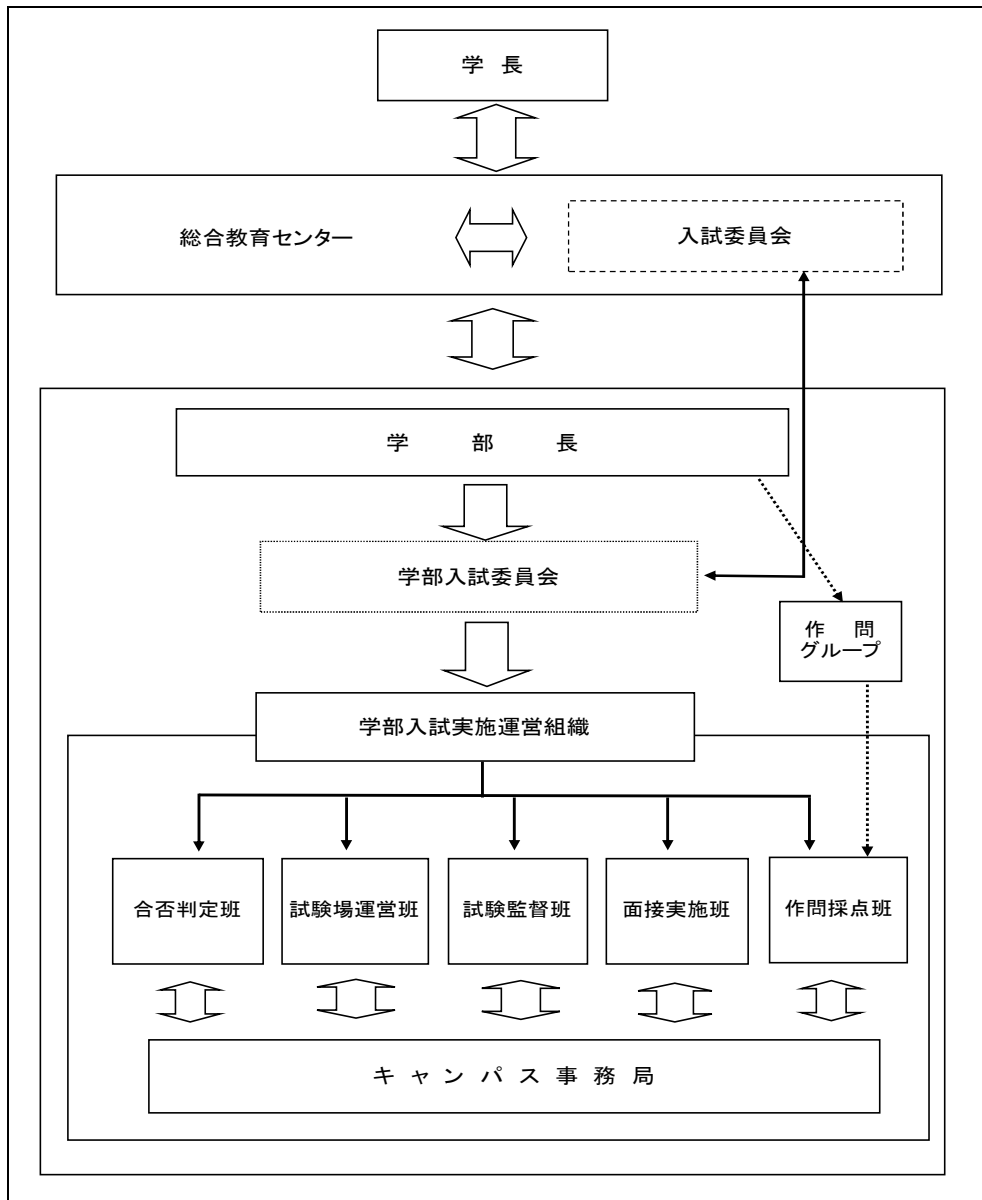 学 長
総合教育センター
入試委員会
学 部 長
学部入試委員会
作 問
グループ
学部入試実施運営組織
合否判定班
試験場運営班
試験監督班
面接実施班
作問採点班
キャンパス事務局